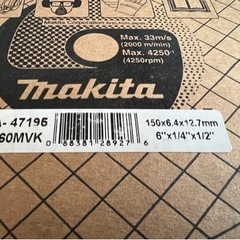 Max. 33m/s
(2000 m/min)
Max. 4250
(4250rpm)
makita
A-47195
60MVK
0 88381 28927 6
150x6.4x12.7mm
6"x1/4"x1/2"